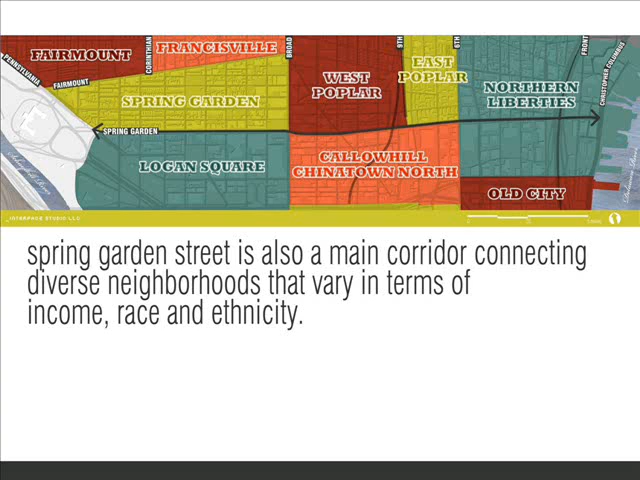 FAIRMOUNT
FRANCISVILLE
CORINTHIAN
BROAD
9TH
6TH
FRONT
PENNSYLVANIA
FAIRMOUNT
WEST
POPLAR
EAST
POPLAR
NORTHERN
LIBERTIES
CHRISTOPHER COLUMBUS
SPRING GARDEN
SPRING GARDEN
LOGAN SQUARE
CALLOWHILL
CHINATOWN NORTH
OLD CITY
_INTERFACE STUDIO LLC
spring garden street is also a main corridor connecting
diverse neighborhoods that vary in terms of
income, race and ethnicity.